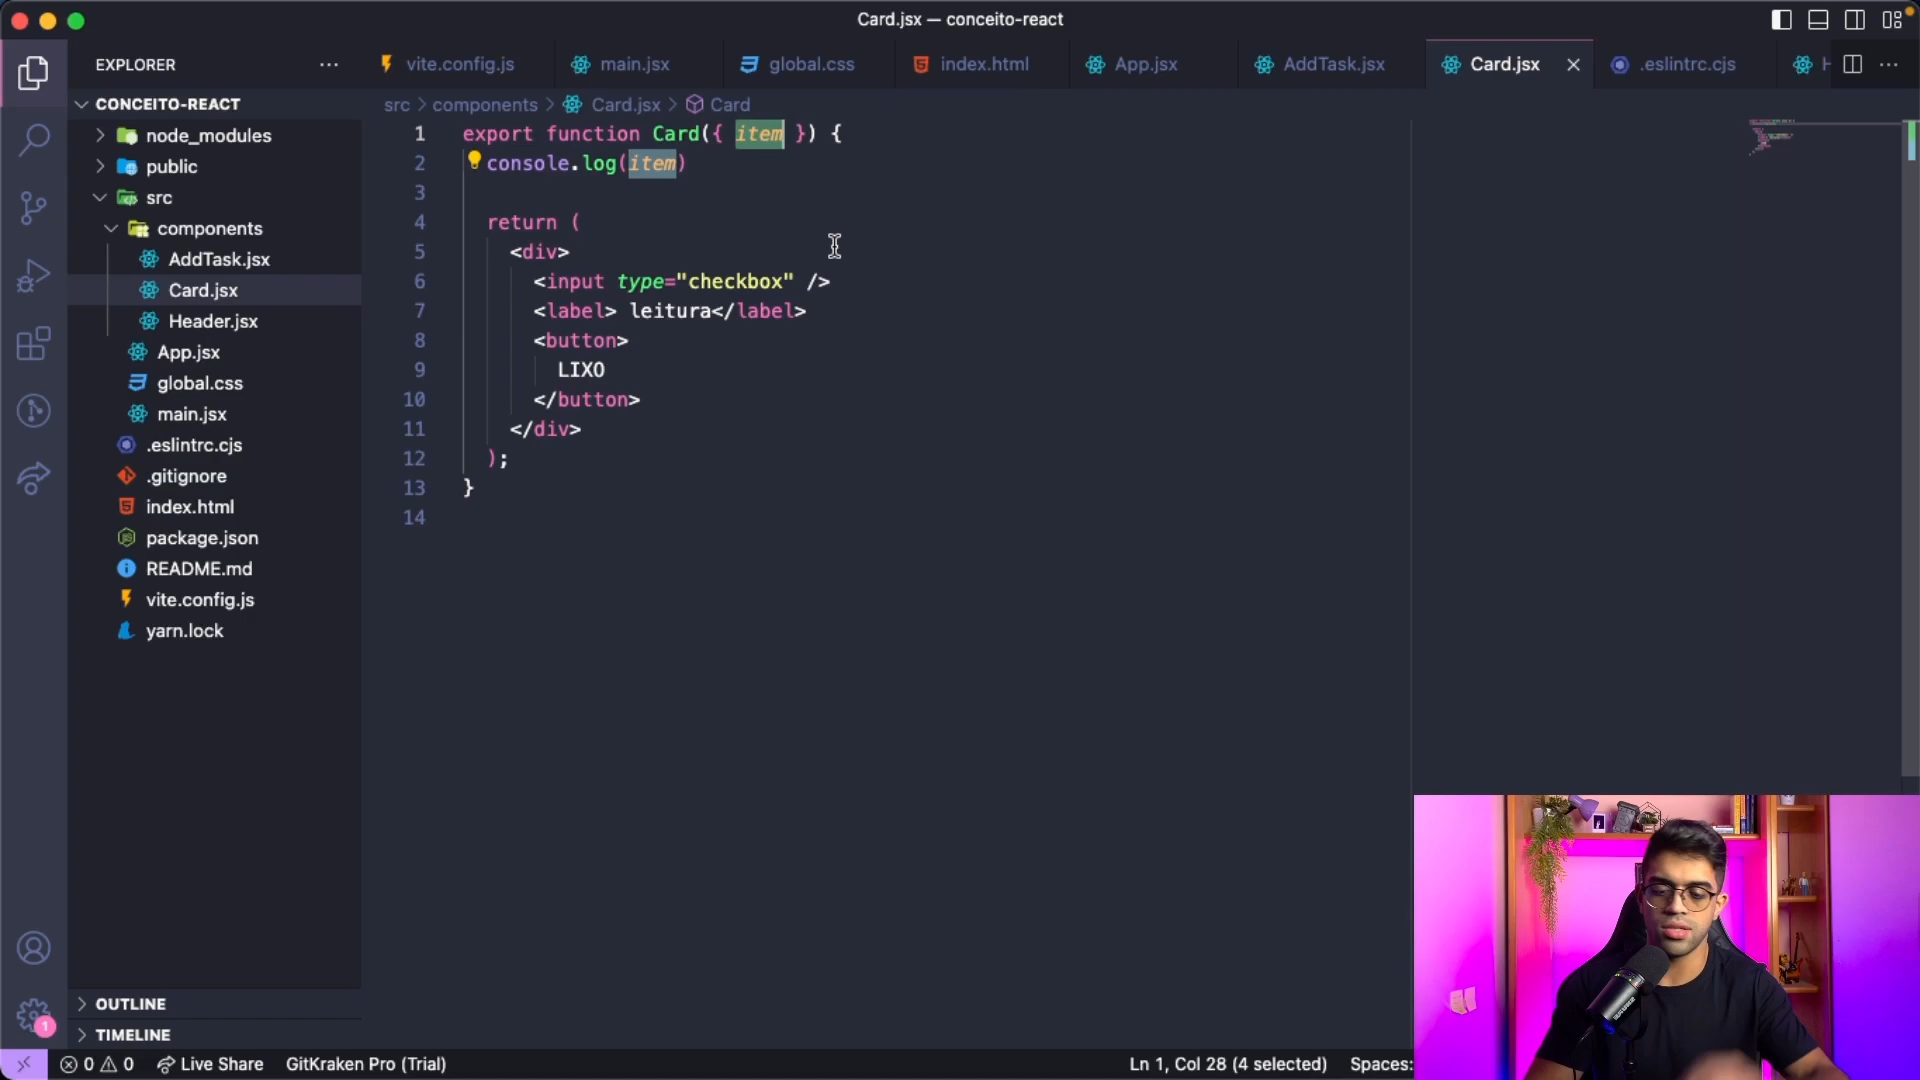 Card.jsx — conceito-react
EXPLORER
vite.config.js
main.jsx
global.css
index.html
App.jsx
AddTask.jsx
Card.jsx
.eslintrc.cjs
CONCEITO-REACT
node_modules
public
src
components
AddTask.jsx
Card.jsx
Header.jsx
App.jsx
global.css
main.jsx
.eslintrc.cjs
.gitignore
index.html
package.json
README.md
vite.config.js
yarn.lock
OUTLINE
TIMELINE
src > components > Card.jsx > Card
1 export function Card({ item }) {
2 console.log(item)
3
4 return (
5 <div>
6 <input type="checkbox" />
7 <label> leitura</label>
8 <button>
9 LIXO
10 </button>
11 </div>
12 );
13 }
14
1
0 0 Live Share GitKraken Pro (Trial) Ln 1, Col 28 (4 selected) Spaces: